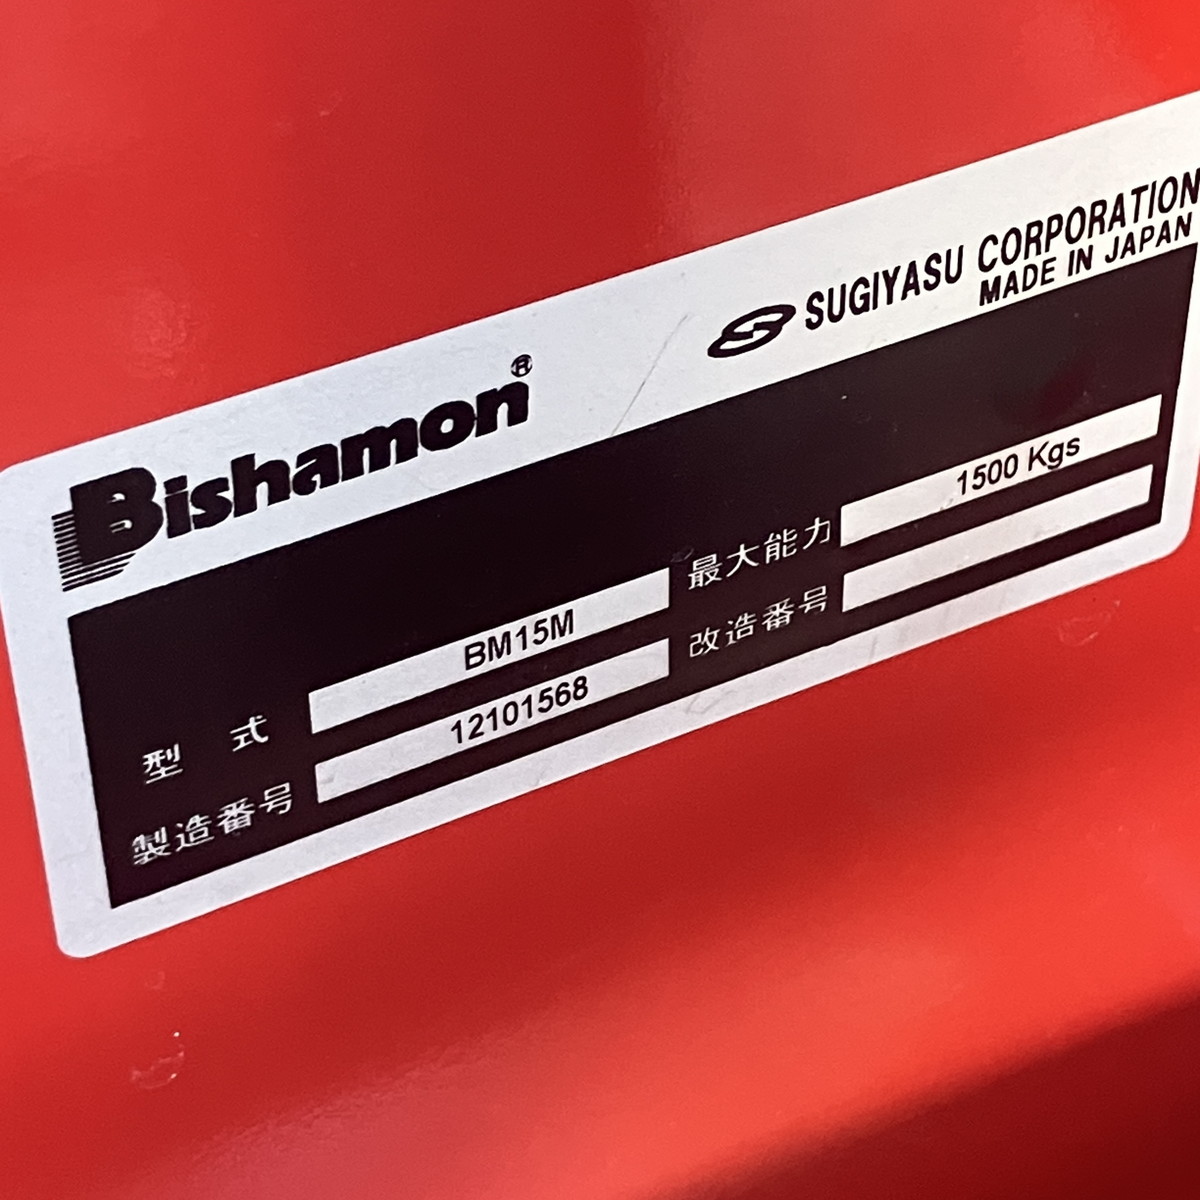 Bishamon®
SUGIYASU CORPORATION
MADE IN JAPAN
型 式 BM15M
最大能力 1500 Kgs
製造番号 12101568
改造番号